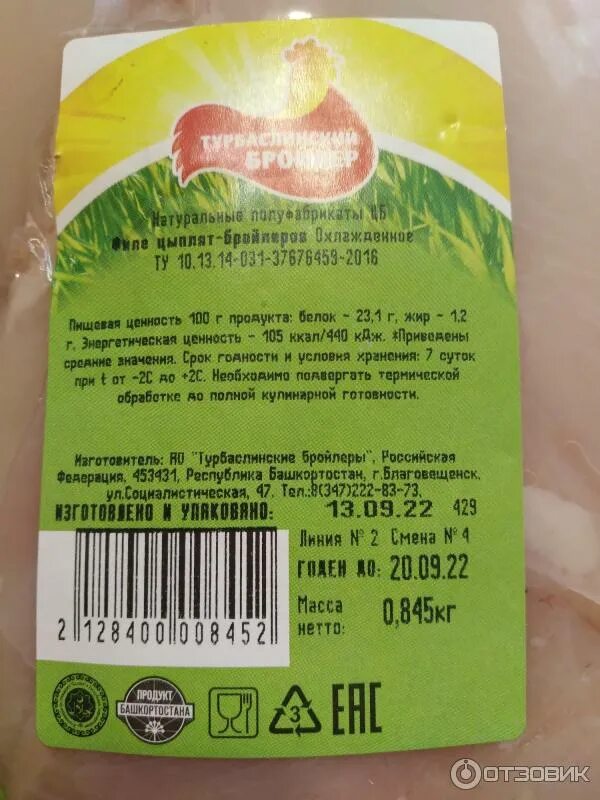 ТУРБАСЛИНСКИЙ
БРОЙЛЕР
Натуральные полуфабрикаты ЦБ
Филе цыплят-бройлеров Охлажденное
ТУ 10.13.14-031-37676459-2016
Пищевая ценность 100 г продукта: белок - 23,1 г, жир - 1,2
г. Энергетическая ценность - 105 ккал/440 кДж. *Приведены
средние значения. Срок годности и условия хранения: 7 суток
при t от -2С до +2С. Необходимо подвергать термической
обработке до полной кулинарной готовности.
Изготовитель: АО "Турбаслинские бройлеры", Российская
Федерация, 453431, Республика Башкортостан, г.Благовещенск,
ул.Социалистическая, 47. Тел.:8(347)222-83-73.
ИЗГОТОВЛЕНО И УПАКОВАНО: 13.09.22 429
Линия № 2 Смена № 4
ГОДЕН ДО: 20.09.22
Масса
нетто: 0,845кг
2 128400 008452
ПРОДУКТ
БАШКОРТОСТАНА
3
ЕАС
ОТЗОВИК